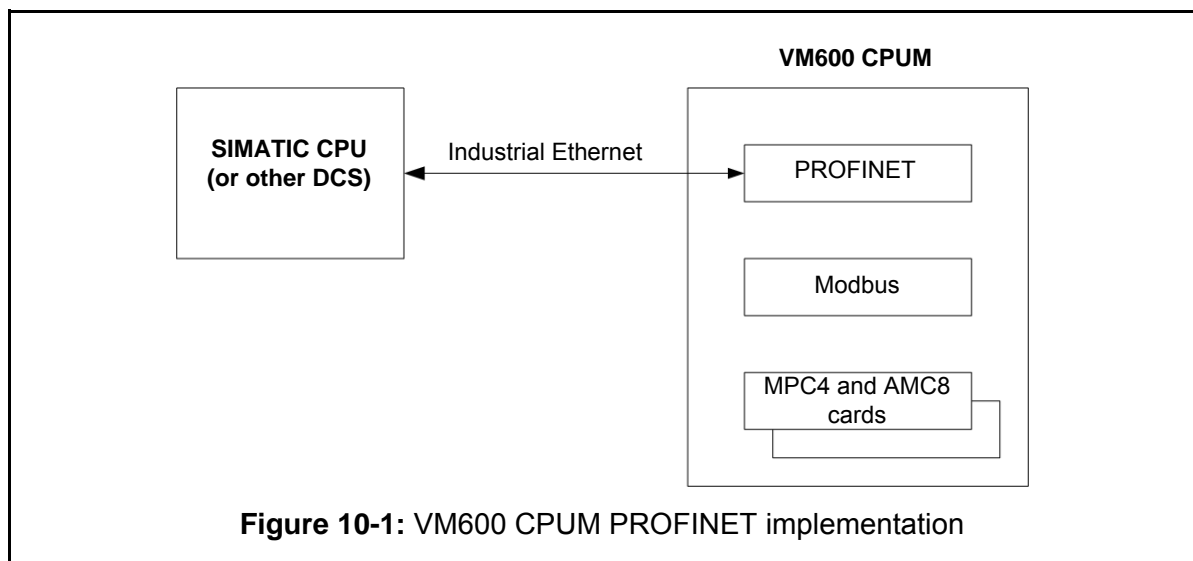 VM600 CPUM
SIMATIC CPU
(or other DCS)
Industrial Ethernet
PROFINET
Modbus
MPC4 and AMC8
cards
Figure 10-1: VM600 CPUM PROFINET implementation